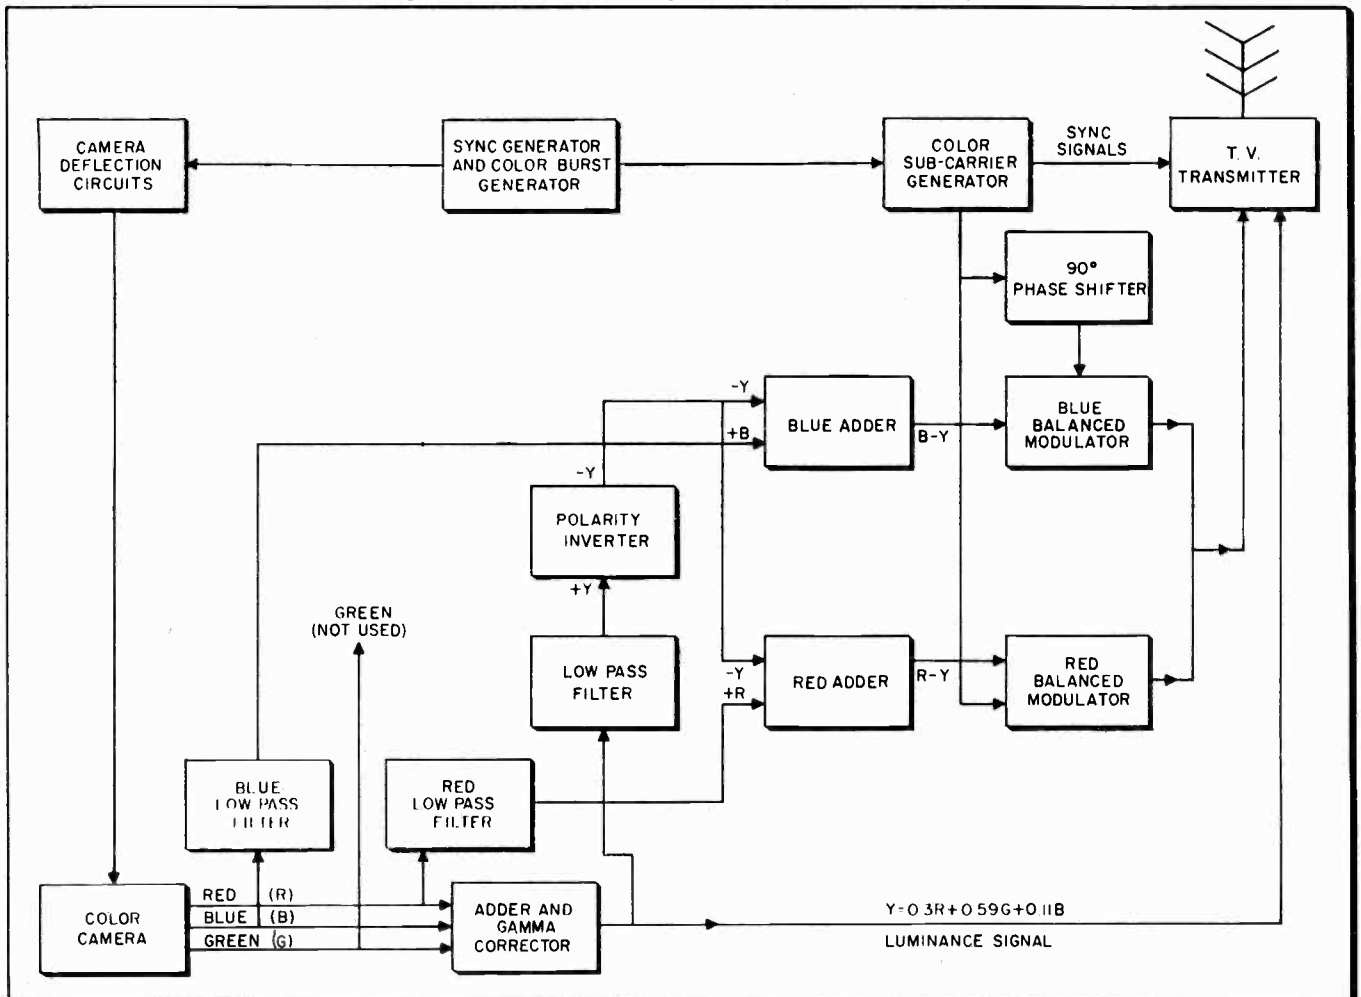 CAMERA
DEFLECTION
CIRCUITS
SYNC GENERATOR
AND COLOR BURST
GENERATOR
COLOR
SUB-CARRIER
GENERATOR
SYNC
SIGNALS
T. V.
TRANSMITTER
90°
PHASE SHIFTER
-Y
+B
BLUE ADDER
B-Y
BLUE
BALANCED
MODULATOR
-Y
POLARITY
INVERTER
+Y
GREEN
(NOT USED)
LOW PASS
FILTER
-Y
+R
RED ADDER
R-Y
RED
BALANCED
MODULATOR
BLUE
LOW PASS
FILTER
RED
LOW PASS
FILTER
COLOR
CAMERA
RED (R)
BLUE (B)
GREEN (G)
ADDER AND
GAMMA
CORRECTOR
Y=0.3R+0.59G+0.11B
LUMINANCE SIGNAL